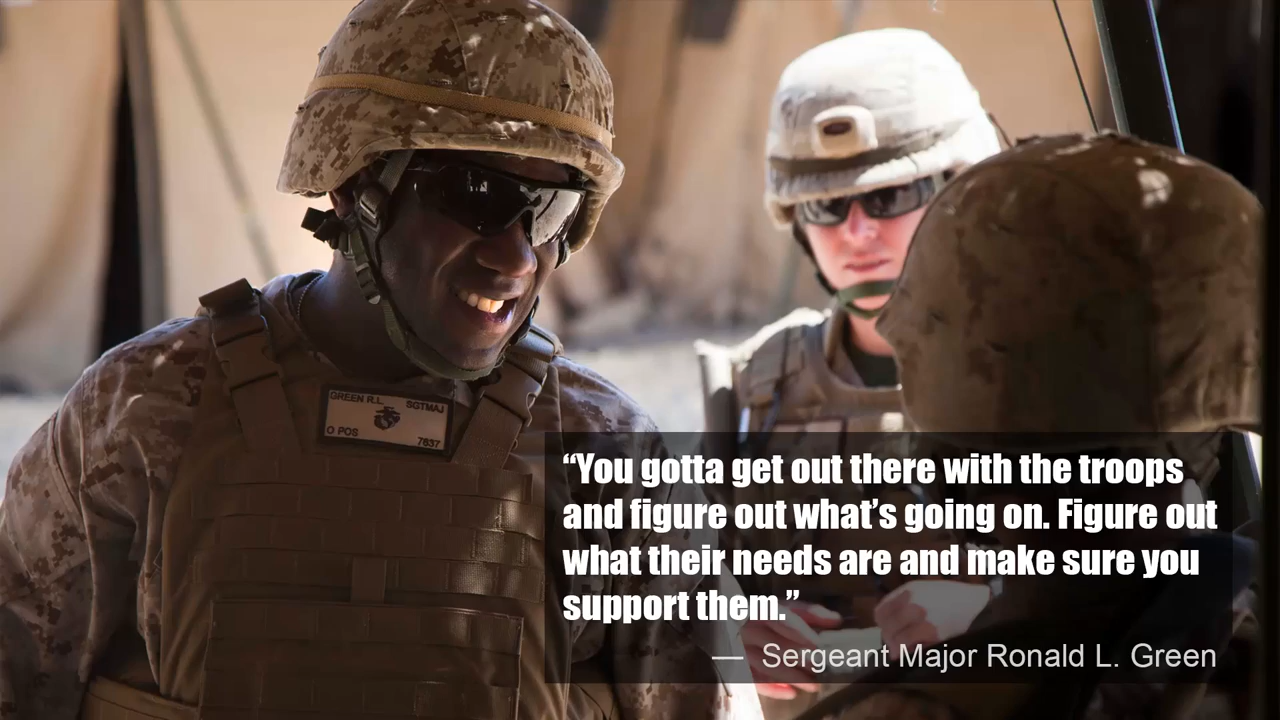 GREEN R.L. SGTMAJ
O POS 7837
“You gotta get out there with the troops
and figure out what’s going on. Figure out
what their needs are and make sure you
support them.”
— Sergeant Major Ronald L. Green